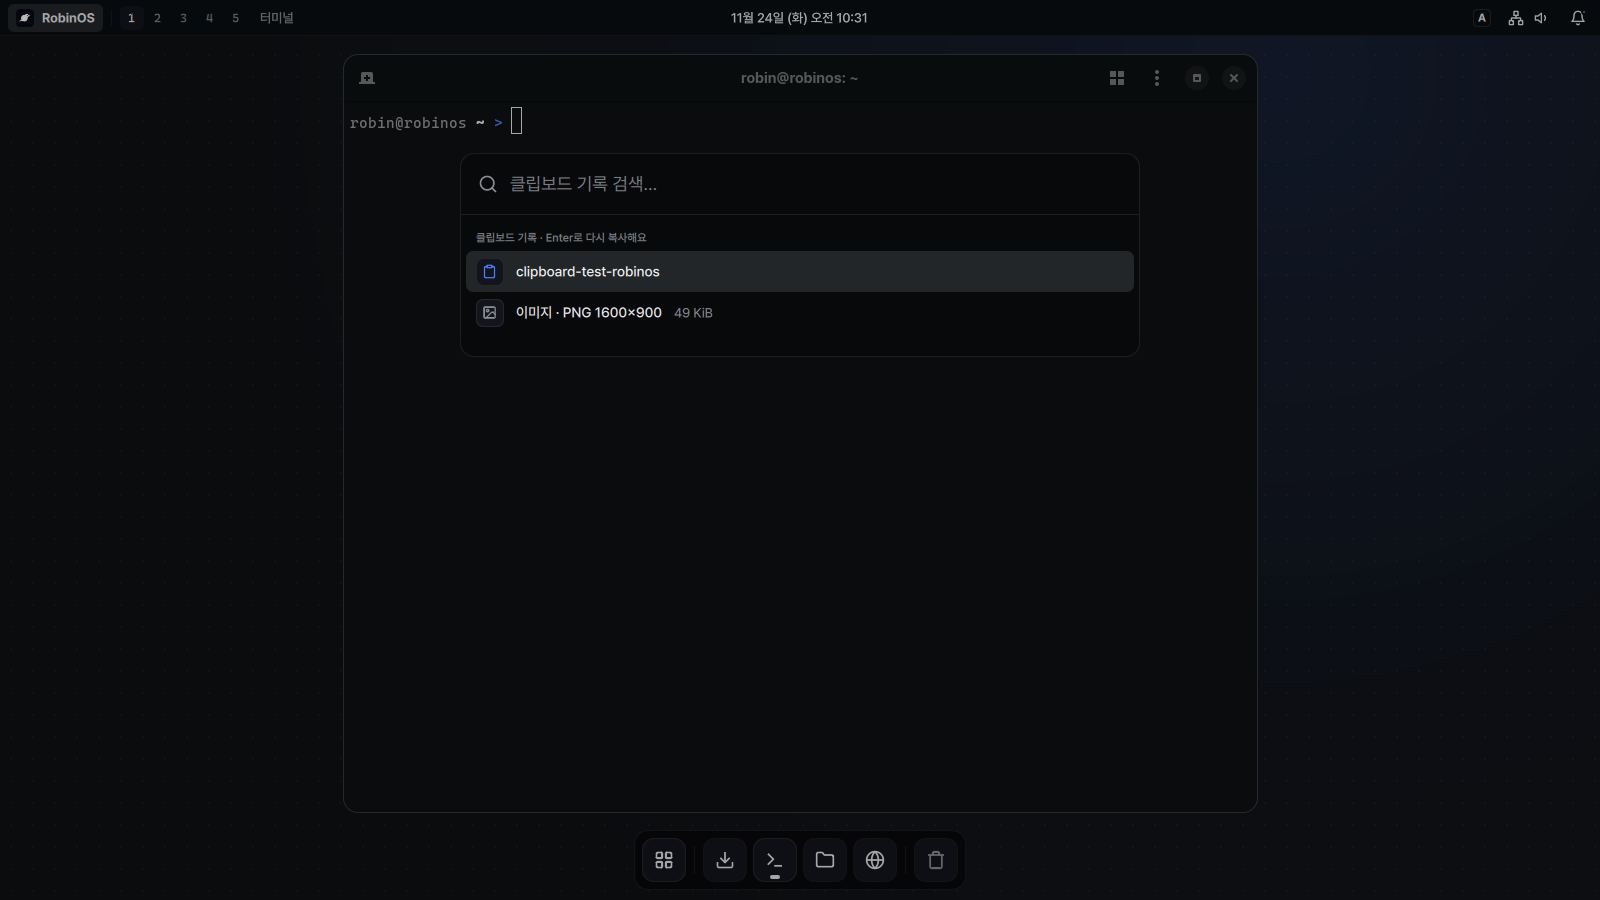 RobinOS 1 2 3 4 5 터미널 11월 24일 (화) 오전 10:31 A
robin@robinos: ~
robin@robinos ~ >
클립보드 기록 검색...
클립보드 기록 · Enter로 다시 복사해요
clipboard-test-robinos
이미지 · PNG 1600×900 49 KiB